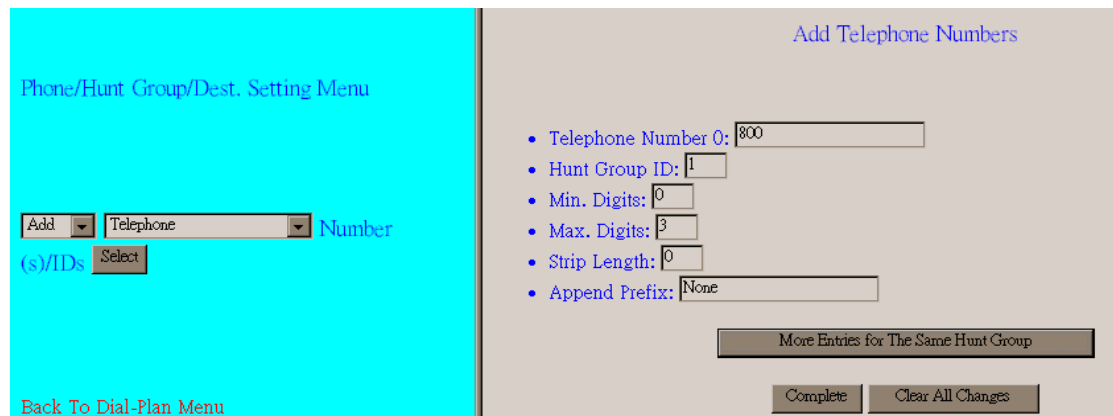 Phone/Hunt Group/Dest. Setting Menu
Add Telephone Number
(s)/IDs Select
Back To Dial-Plan Menu
Add Telephone Numbers
• Telephone Number 0: 800
• Hunt Group ID: 1
• Min. Digits: 0
• Max. Digits: 3
• Strip Length: 0
• Append Prefix: None
More Entries for The Same Hunt Group
Complete Clear All Changes